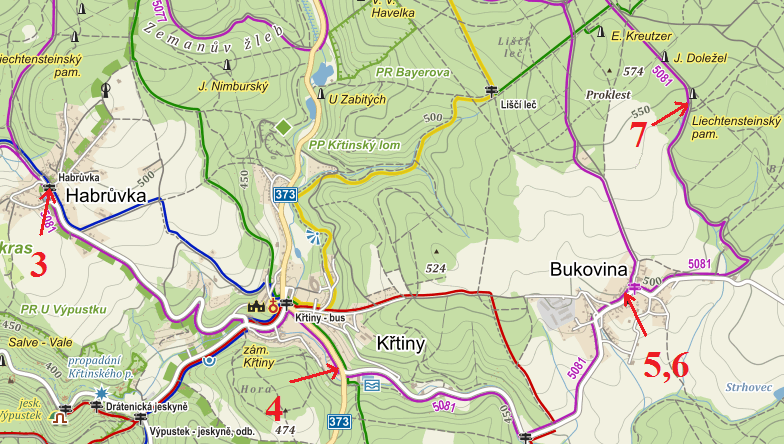 5077
V. V.
Havelka
Zemanův žleb
E. Kreutzer
Liechtensteinský
pam.
Liščí
leč
J. Doležel
PR Bayerova
574
5081
J. Nimburský
U Zabitých
Proklest
Liščí leč
550
7
500
Liechtensteinský
pam.
PP Křtinský lom
Habrůvka
500
450
Habrůvka
373
5081
kras
3
524
Bukovina
5081
PR U Výpustku
Křtiny - bus
450
Salve - Vale
Křtiny
zám.
Křtiny
5,6
propadání
Křtinského p.
5081
Hora
4
Strhovec
400
jesk.
Výpustek
Drátenická jeskyně
5081
450
474
373
Výpustek - jeskyně, odb.